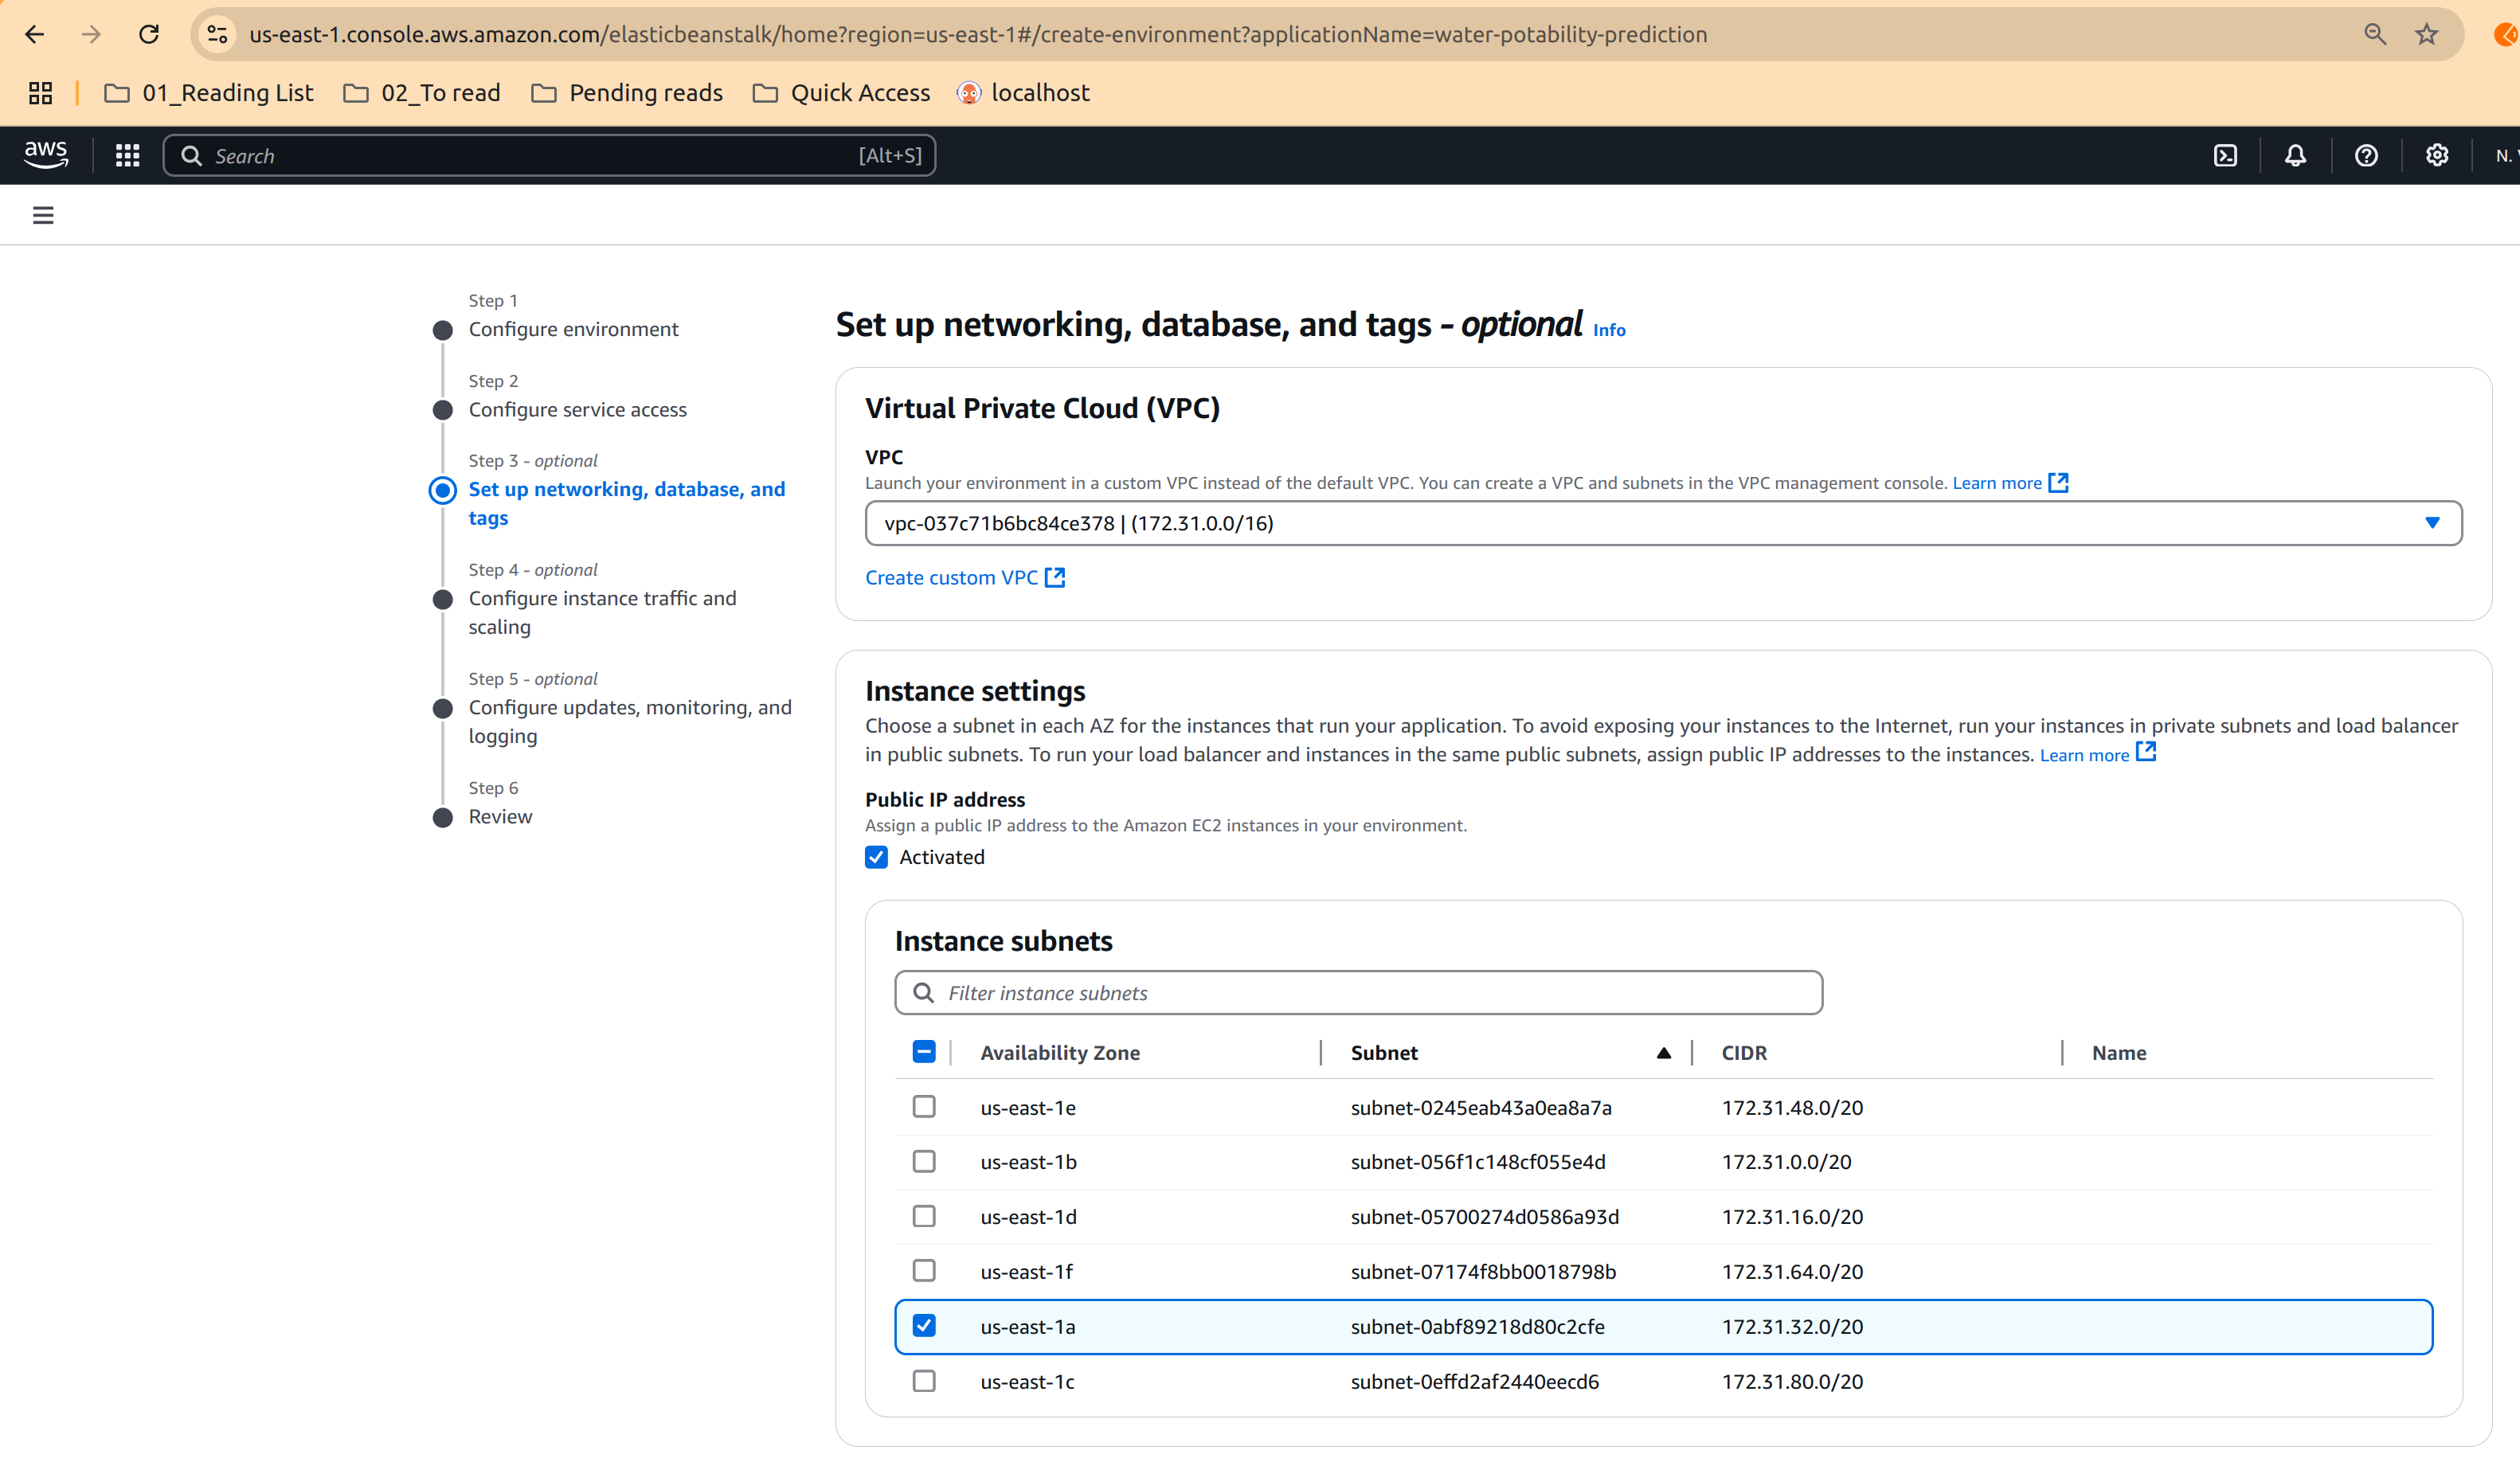 us-east-1.console.aws.amazon.com/elasticbeanstalk/home?region=us-east-1#/create-environment?applicationName=water-potability-prediction
01_Reading List 02_To read Pending reads Quick Access localhost
aws Search [Alt+S] N.
Step 1
Configure environment
Step 2
Configure service access
Step 3 - optional
Set up networking, database, and
tags
Step 4 - optional
Configure instance traffic and
scaling
Step 5 - optional
Configure updates, monitoring, and
logging
Step 6
Review
Set up networking, database, and tags - optional Info
Virtual Private Cloud (VPC)
VPC
Launch your environment in a custom VPC instead of the default VPC. You can create a VPC and subnets in the VPC management console. Learn more
vpc-037c71b6bc84ce378 | (172.31.0.0/16)
Create custom VPC
Instance settings
Choose a subnet in each AZ for the instances that run your application. To avoid exposing your instances to the Internet, run your instances in private subnets and load balancer
in public subnets. To run your load balancer and instances in the same public subnets, assign public IP addresses to the instances. Learn more
Public IP address
Assign a public IP address to the Amazon EC2 instances in your environment.
Activated
Instance subnets
Filter instance subnets
Availability Zone Subnet CIDR Name
us-east-1e subnet-0245eab43a0ea8a7a 172.31.48.0/20
us-east-1b subnet-056f1c148cf055e4d 172.31.0.0/20
us-east-1d subnet-05700274d0586a93d 172.31.16.0/20
us-east-1f subnet-07174f8bb0018798b 172.31.64.0/20
us-east-1a subnet-0abf89218d80c2cfe 172.31.32.0/20
us-east-1c subnet-0effd2af2440eecd6 172.31.80.0/20